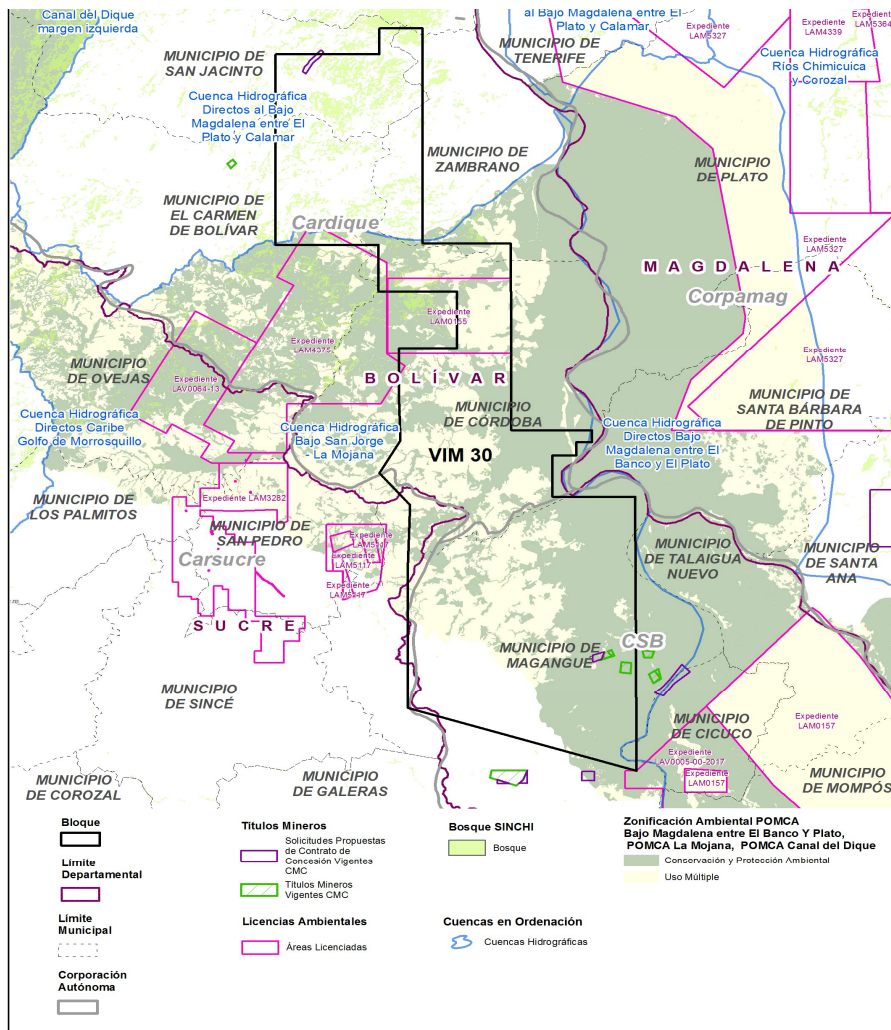 Canal del Dique
margen izquierda
al Bajo Magdalena entre El
Plato y Calamar
Expediente
LAM5327
Expediente
LAM4339
Expediente
LAM5364
MUNICIPIO DE
SAN JACINTO
MUNICIPIO DE
TENERIFE
Cuenca Hidrográfica
Ríos Chimicuica
y Corozal
Cuenca Hidrográfica
Directos al Bajo
Magdalena entre El
Plato y Calamar
MUNICIPIO DE
ZAMBRANO
MUNICIPIO
DE PLATO
MUNICIPIO DE
EL CARMEN
DE BOLÍVAR
Cardique
Expediente
LAM5327
MAGDALENA
Corpamag
Expediente
LAM0155
Expediente
LAM4375
Expediente
LAM5327
MUNICIPIO
DE OVEJAS
Expediente
LAV0064-13
BOLÍVAR
MUNICIPIO
DE CÓRDOBA
MUNICIPIO DE
SANTA BÁRBARA
DE PINTO
Cuenca Hidrográfica
Directos Caribe
Golfo de Morrosquillo
Cuenca Hidrográfica
Bajo San Jorge
- La Mojana
Cuenca Hidrográfica
Directos Bajo
Magdalena entre El
Banco y El Plato
VIM 30
MUNICIPIO DE
LOS PALMITOS
Expediente LAM3282
MUNICIPIO DE
SAN PEDRO
Expediente
LAM5117
Expediente
LAM5117
Expediente
LAM5117
Carsucre
MUNICIPIO
DE TALAIGUA
NUEVO
MUNICIPIO
DE SANTA
ANA
SUCRE
MUNICIPIO DE
MAGANGUE
CSB
MUNICIPIO
DE SINCÉ
MUNICIPIO
DE CICUCO
Expediente
LAM0157
Expediente
LAV0005-00-2017
Expediente
LAM0157
MUNICIPIO
DE COROZAL
MUNICIPIO
DE GALERAS
MUNICIPIO
DE MOMPÓS
Bloque
Límite
Departamental
Límite
Municipal
Corporación
Autónoma
Títulos Mineros
Solicitudes Propuestas
de Contrato de
Concesión Vigentes
CMC
Títulos Mineros
Vigentes CMC
Licencias Ambientales
Áreas Licenciadas
Bosque SINCHI
Bosque
Cuencas en Ordenación
Cuencas Hidrográficas
Zonificación Ambiental POMCA
Bajo Magdalena entre El Banco Y Plato,
POMCA La Mojana, POMCA Canal del Dique
Conservación y Protección Ambiental
Uso Múltiple